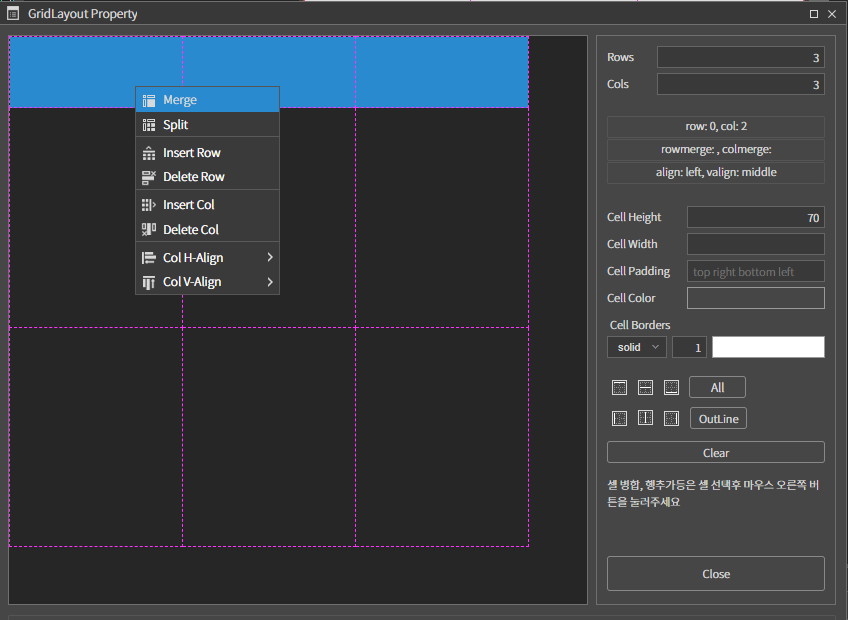 GridLayout Property
Rows 3
Cols 3
row: 0, col: 2
rowmerge: , colmerge:
align: left, valign: middle
Merge
Split
Insert Row
Delete Row
Insert Col
Delete Col
Col H-Align
Col V-Align
Cell Height 70
Cell Width
Cell Padding top right bottom left
Cell Color
Cell Borders
solid 1
All
OutLine
Clear
셀 병합, 행추가등은 셀 선택후 마우스 오른쪽 버
튼을 눌러주세요
Close